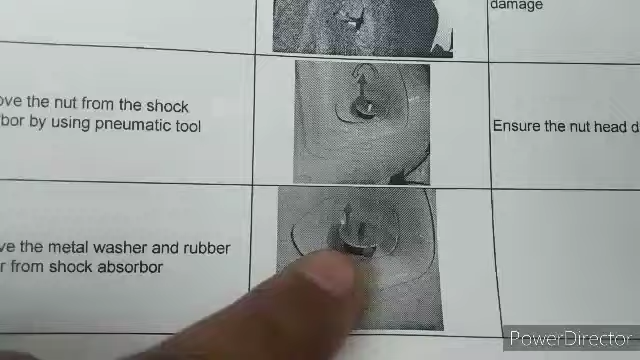 damage
ove the nut from the shock
bor by using pneumatic tool
Ensure the nut head d
ve the metal washer and rubber
r from shock absorbor
PowerDirector